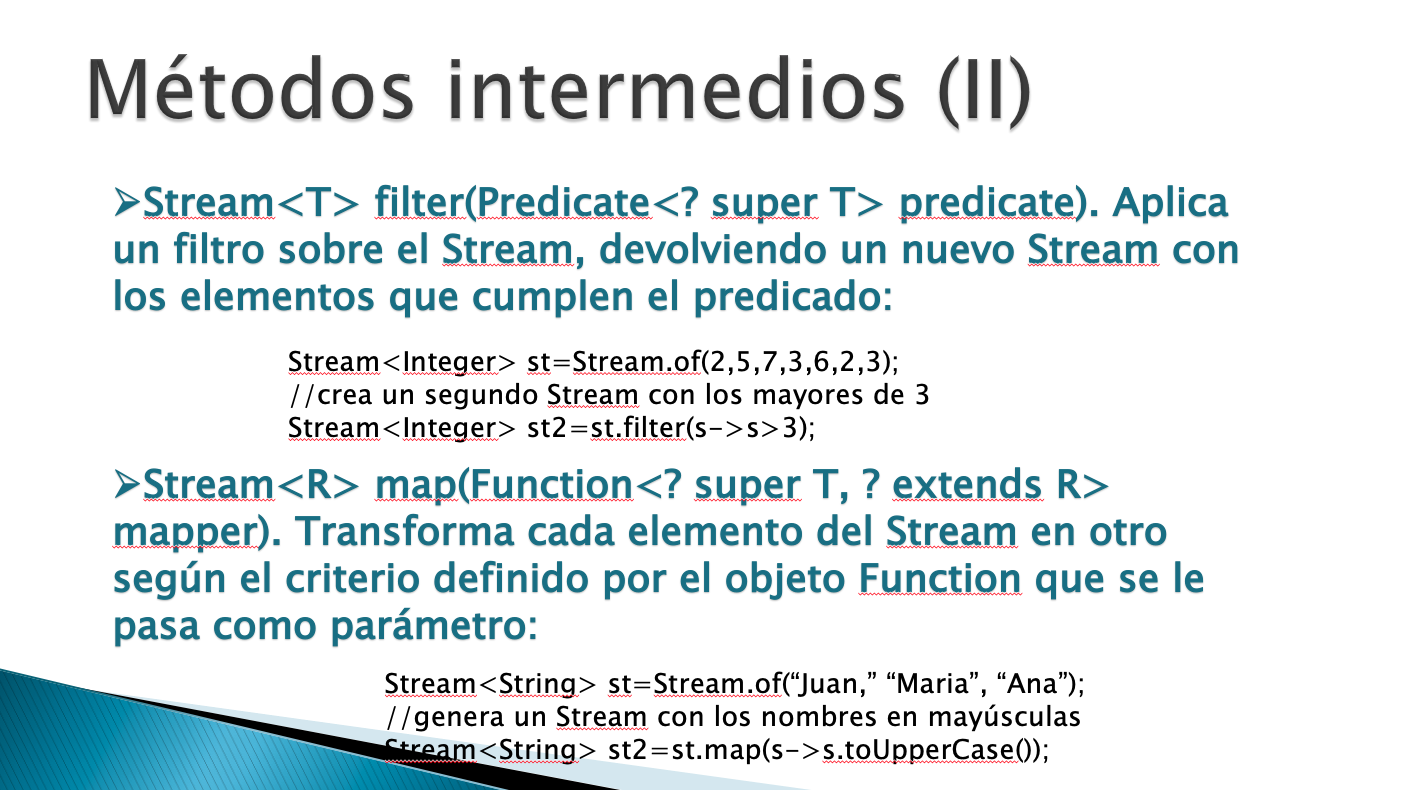 Métodos intermedios (II)
➢Stream<T> filter(Predicate<? super T> predicate). Aplica
un filtro sobre el Stream, devolviendo un nuevo Stream con
los elementos que cumplen el predicado:
Stream<Integer> st=Stream.of(2,5,7,3,6,2,3);
//crea un segundo Stream con los mayores de 3
Stream<Integer> st2=st.filter(s->s>3);
➢Stream<R> map(Function<? super T, ? extends R>
mapper). Transforma cada elemento del Stream en otro
según el criterio definido por el objeto Function que se le
pasa como parámetro:
Stream<String> st=Stream.of(“Juan,” “Maria”, “Ana”);
//genera un Stream con los nombres en mayúsculas
Stream<String> st2=st.map(s->s.toUpperCase());